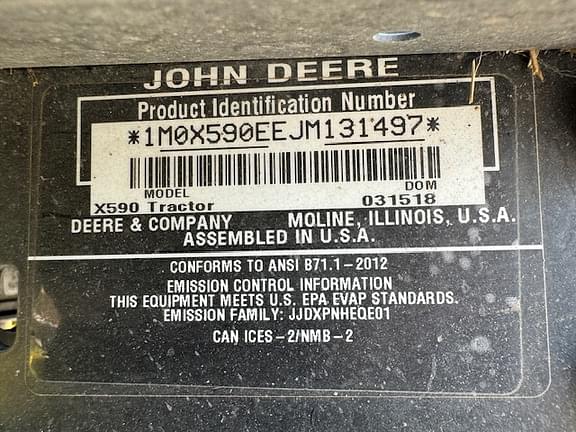 JOHN DEERE
Product Identification Number
*1M0X590EEJM131497*
MODEL DOM
X590 Tractor 031518
DEERE & COMPANY MOLINE, ILLINOIS, U.S.A.
ASSEMBLED IN U.S.A.
CONFORMS TO ANSI B71.1-2012
EMISSION CONTROL INFORMATION
THIS EQUIPMENT MEETS U.S. EPA EVAP STANDARDS.
EMISSION FAMILY: JJDXPNHEQE01
CAN ICES-2/NMB-2